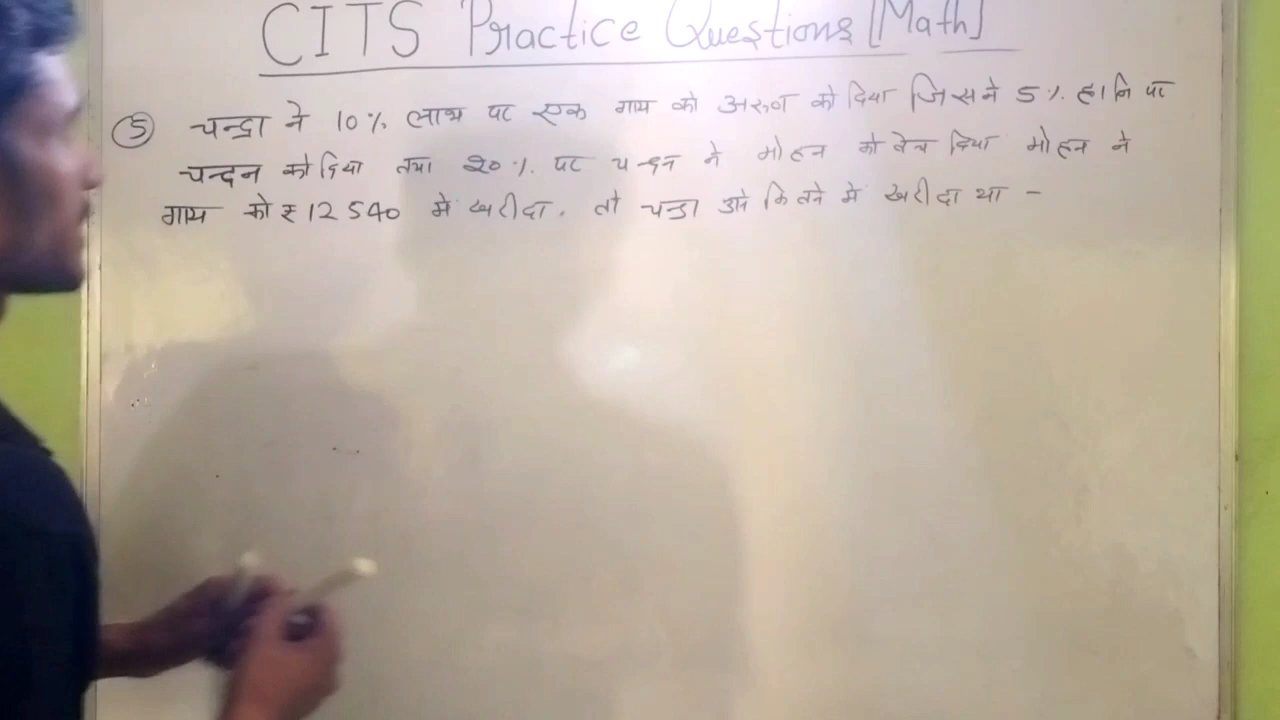 CITS Practice Questions [Math]
⑤ चन्द्रा ने 10% लाभ पर एक गाय को अरुण को दिया जिसने 5% हानि पर
चन्दन को दिया तथा 20% पर चन्दन ने मोहन को बेच दिया मोहन ने
गाय को ₹12540 में खरीदा. तो चन्द्रा उसे कितने में खरीदा था -